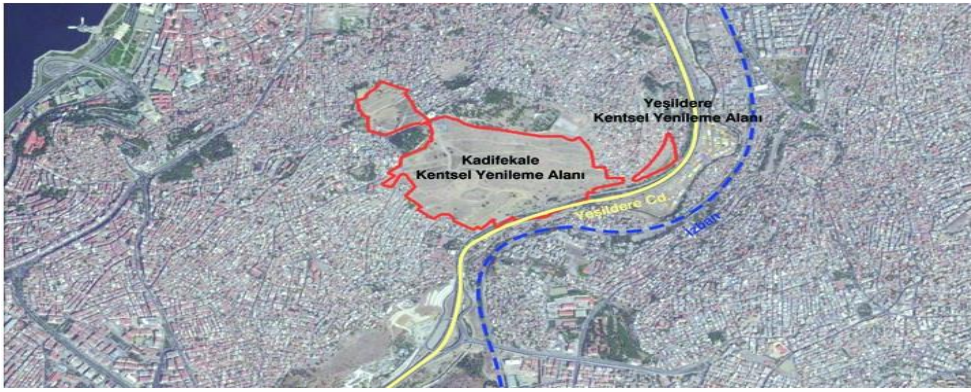 Yeşildere
Kentsel Yenileme Alanı
Kadifekale
Kentsel Yenileme Alanı
Yeşildere Cd.
İzban